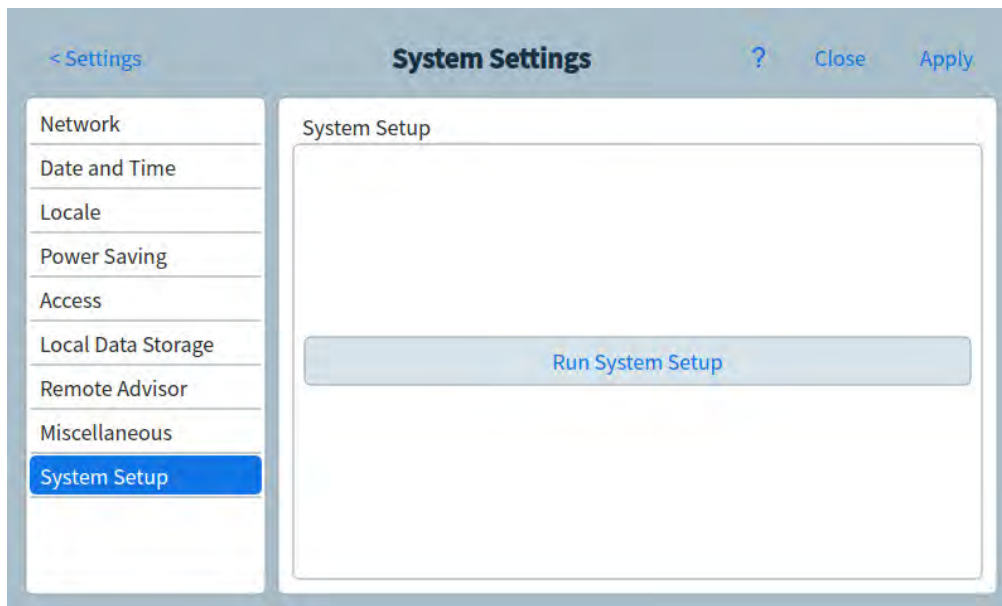 < Settings System Settings ? Close Apply
Network
Date and Time
Locale
Power Saving
Access
Local Data Storage
Remote Advisor
Miscellaneous
System Setup
System Setup
Run System Setup